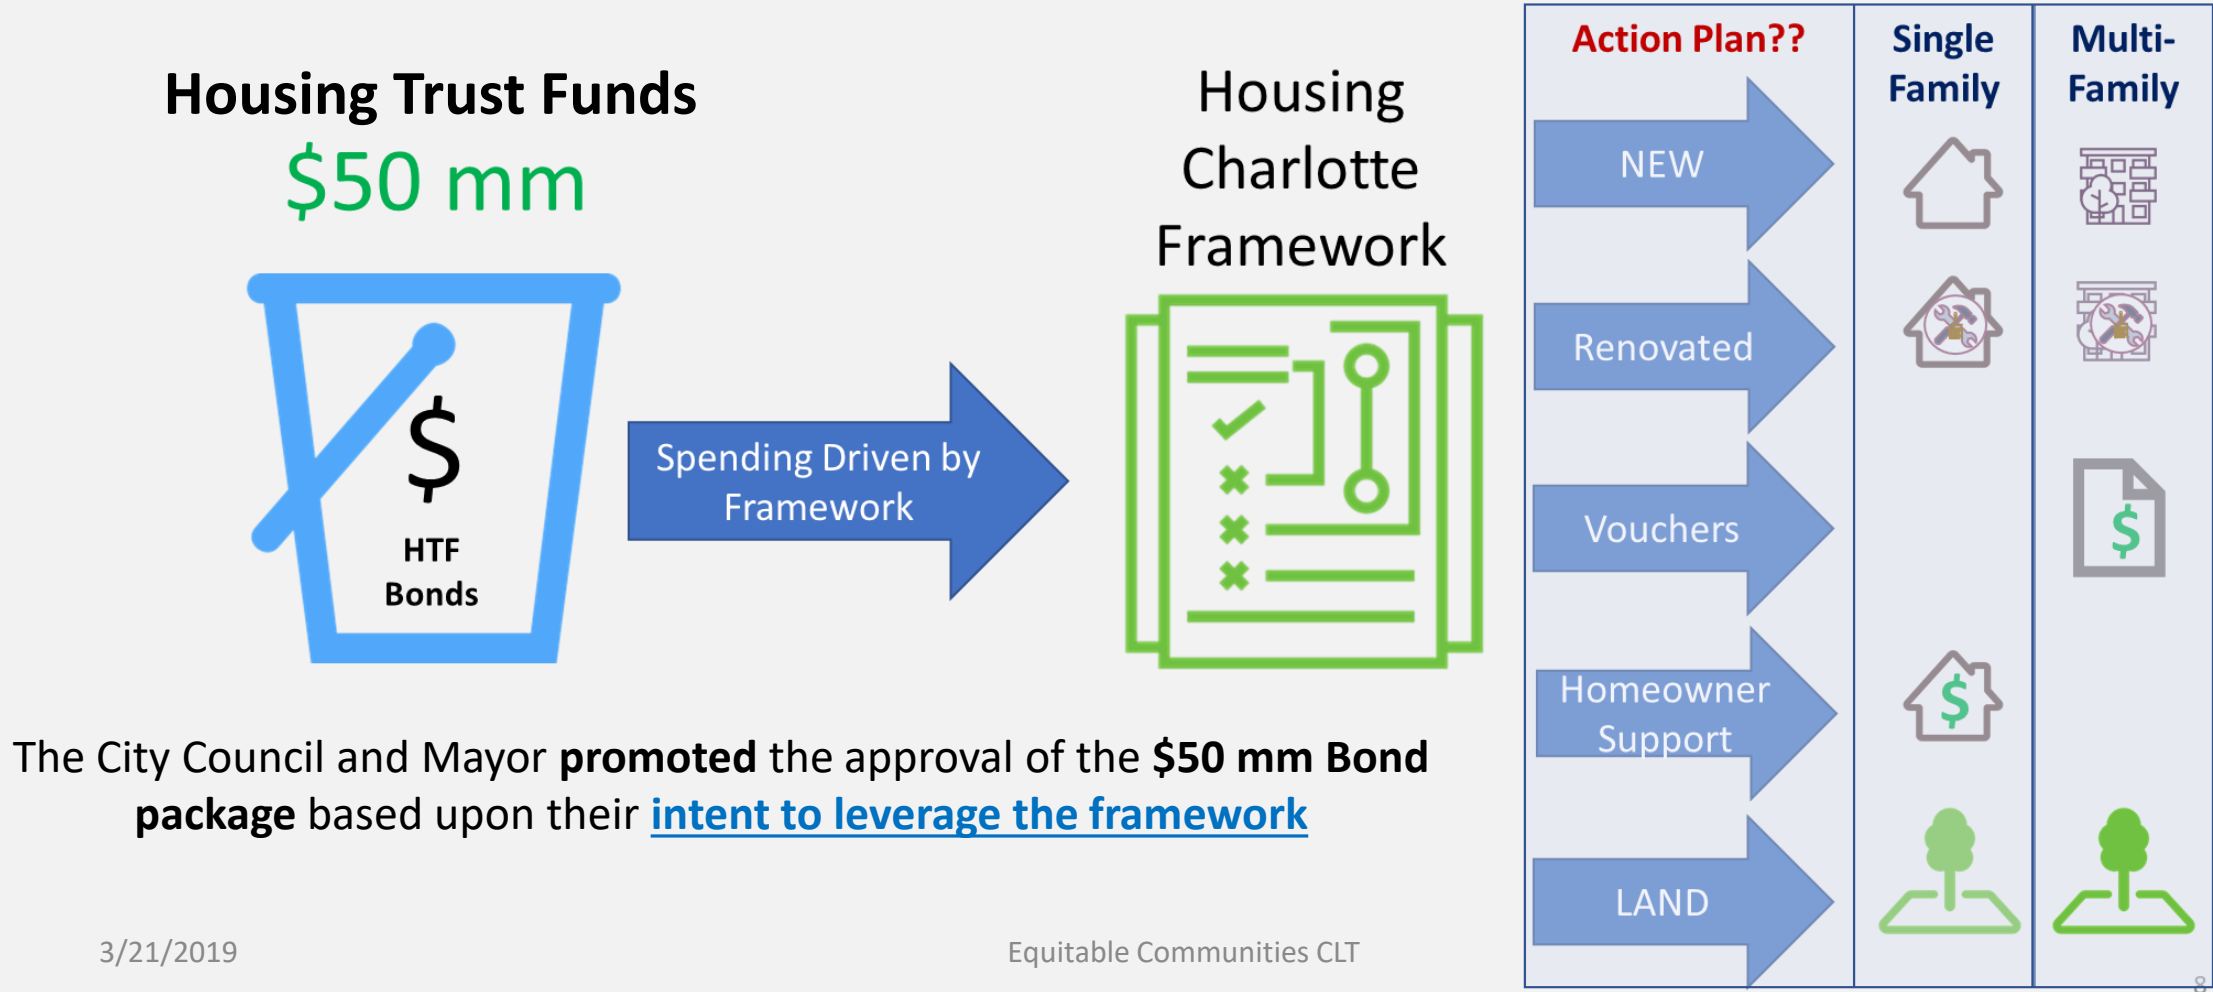 Housing Trust Funds
$50 mm
$
HTF
Bonds
Spending Driven by
Framework
Housing
Charlotte
Framework
The City Council and Mayor promoted the approval of the $50 mm Bond
package based upon their intent to leverage the framework
Action Plan??
Single
Family
Multi-
Family
NEW
Renovated
Vouchers
$
Homeowner
Support
$
LAND
3/21/2019
Equitable Communities CLT
8